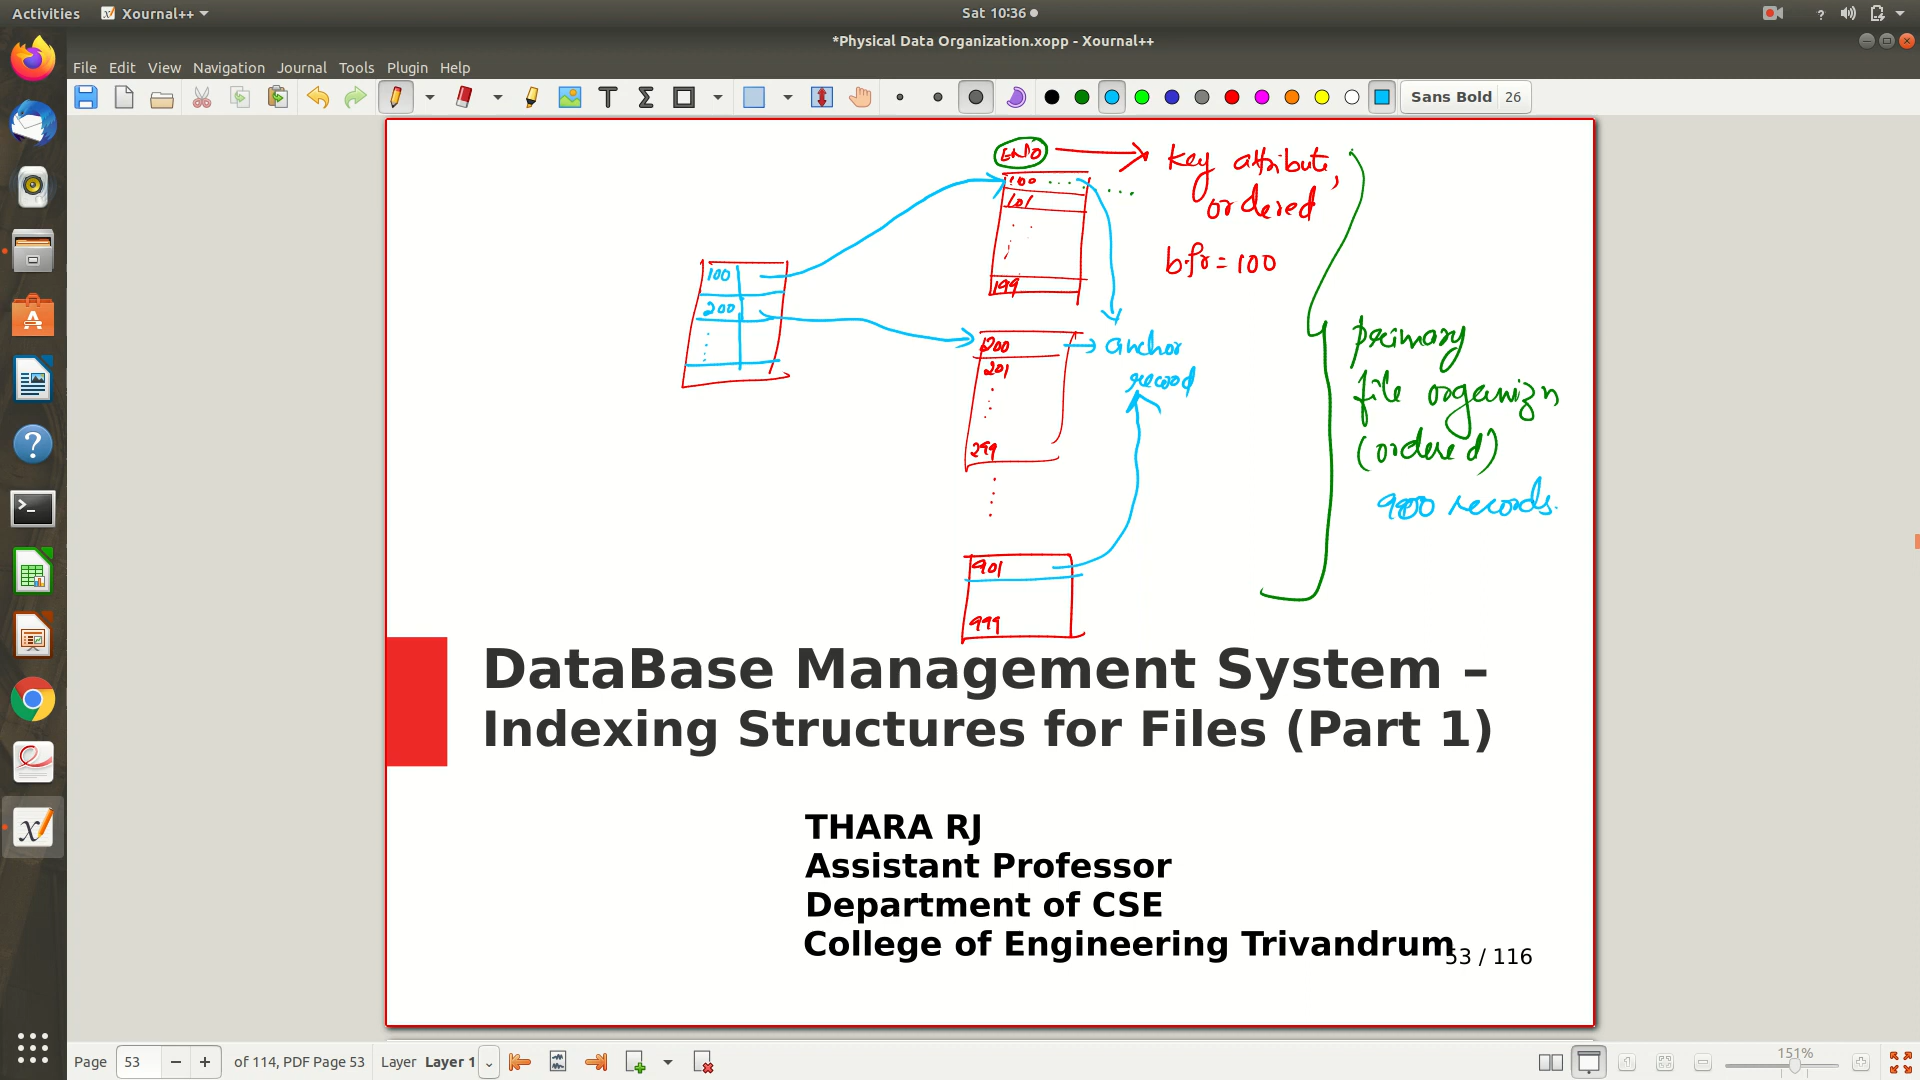 Activities
Xournal++
Sat 10:36
?
*Physical Data Organization.xopp - Xournal++
File Edit View Navigation Journal Tools Plugin Help
Sans Bold 26
ENO
key attribute,
ordered
100
101
199
bfr = 100
100
200
200
201
299
anchor
record
901
999
primary
file organizn
(ordered)
900 records.
DataBase Management System –
Indexing Structures for Files (Part 1)
THARA RJ
Assistant Professor
Department of CSE
College of Engineering Trivandrum
53 / 116
Page 53 − + of 114, PDF Page 53 Layer Layer 1
151%